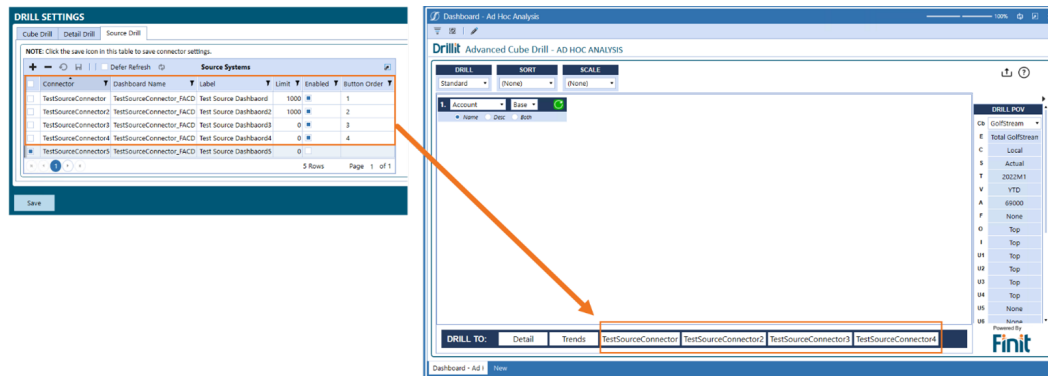 DRILL SETTINGS
Cube Drill Detail Drill Source Drill
NOTE: Click the save icon in this table to save connector settings.
Defer Refresh Source Systems
Connector Dashboard Name Label Limit Enabled Button Order
TestSourceConnector TestSourceConnector_FACD Test Source Dashbaord 1000 1
TestSourceConnector2 TestSourceConnector_FACD Test Source Dashbaord2 1000 2
TestSourceConnector3 TestSourceConnector_FACD Test Source Dashbaord3 0 3
TestSourceConnector4 TestSourceConnector_FACD Test Source Dashbaord4 0 4
TestSourceConnector5 TestSourceConnector_FACD Test Source Dashbaord5 0
1 5 Rows Page 1 of 1
Save
Dashboard - Ad Hoc Analysis 100%
Drillit Advanced Cube Drill - AD HOC ANALYSIS
DRILL SORT SCALE
Standard (None) (None)
1. Account Base
Name Desc Both
DRILL POV
Cb GolfStream
E Total GolfStream
C Local
S Actual
T 2022M1
V YTD
A 69000
F None
O Top
I Top
U1 Top
U2 Top
U3 Top
U4 Top
U5 None
U6 None
DRILL TO: Detail Trends TestSourceConnector TestSourceConnector2 TestSourceConnector3 TestSourceConnector4
Powered By
Finit
Dashboard - Ad H New